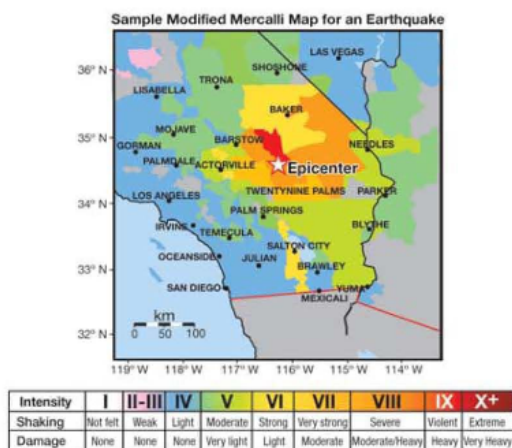 Sample Modified Mercalli Map for an Earthquake
LAS VEGAS
36°N
SHOSHONE
TRONA
LISABELLA
BAKER
35°N
MOJAVE
BARSTOW
NEEDLES
GORMAN
PALMDALE
ACTORVILLE
Epicenter
34°N
LOS ANGELES
TWENTYNINE PALMS
PARKER
PALM SPRINGS
IRVINS
TEMECULA
BLYTHE
33°N
OCEANSIDE
JULIAN
SALTON CITY
BRAWLEY
SAN DIEGO
YUMA
MEXICALI
km
0 50 100
32°N
119°W 118°W 117°W 116°W 114°W 114°W
Intensity I II-III IV V VI VII VIII IX X+
Shaking Not felt Weak Light Moderate Strong Very strong Severe Violent Extreme
Damage None None None Very light Light Moderate Moderate/Heavy Heavy Very Heavy